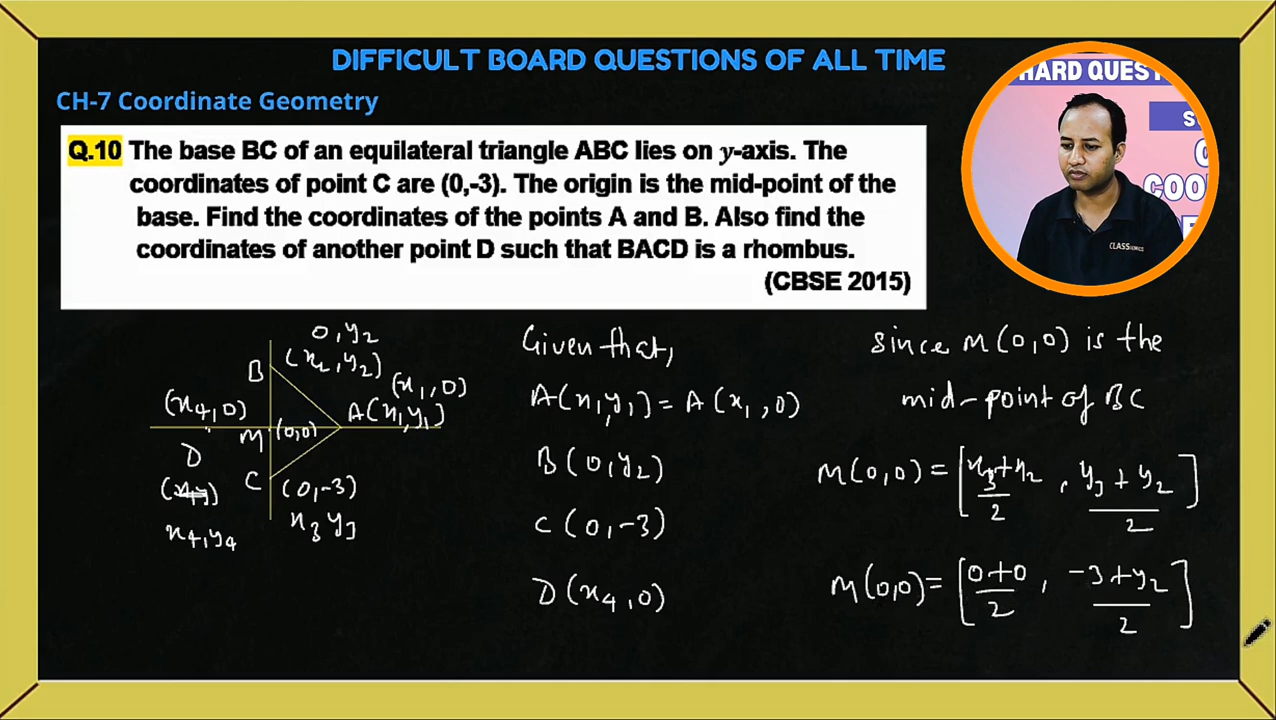 DIFFICULT BOARD QUESTIONS OF ALL TIME
CH-7 Coordinate Geometry
HARD QUEST
Q.10 The base BC of an equilateral triangle ABC lies on y-axis. The
coordinates of point C are (0,-3). The origin is the mid-point of the
base. Find the coordinates of the points A and B. Also find the
coordinates of another point D such that BACD is a rhombus.
(CBSE 2015)
COO
0, y₂
B (x₂, y₂)
(x₁, 0)
(x₄, 0)
A(x₁, y₁)
M (0,0)
D
C (0, -3)
x₃ y₃
x₄, y₄
Given that,
A(x₁, y₁) = A(x₁, 0)
B(0, y₂)
C(0, -3)
D(x₄, 0)
since M(0,0) is the
mid-point of BC
M(0,0) = [x₃+x₂/2, y₃+y₂/2]
M(0,0) = [0+0/2, -3+y₂/2]